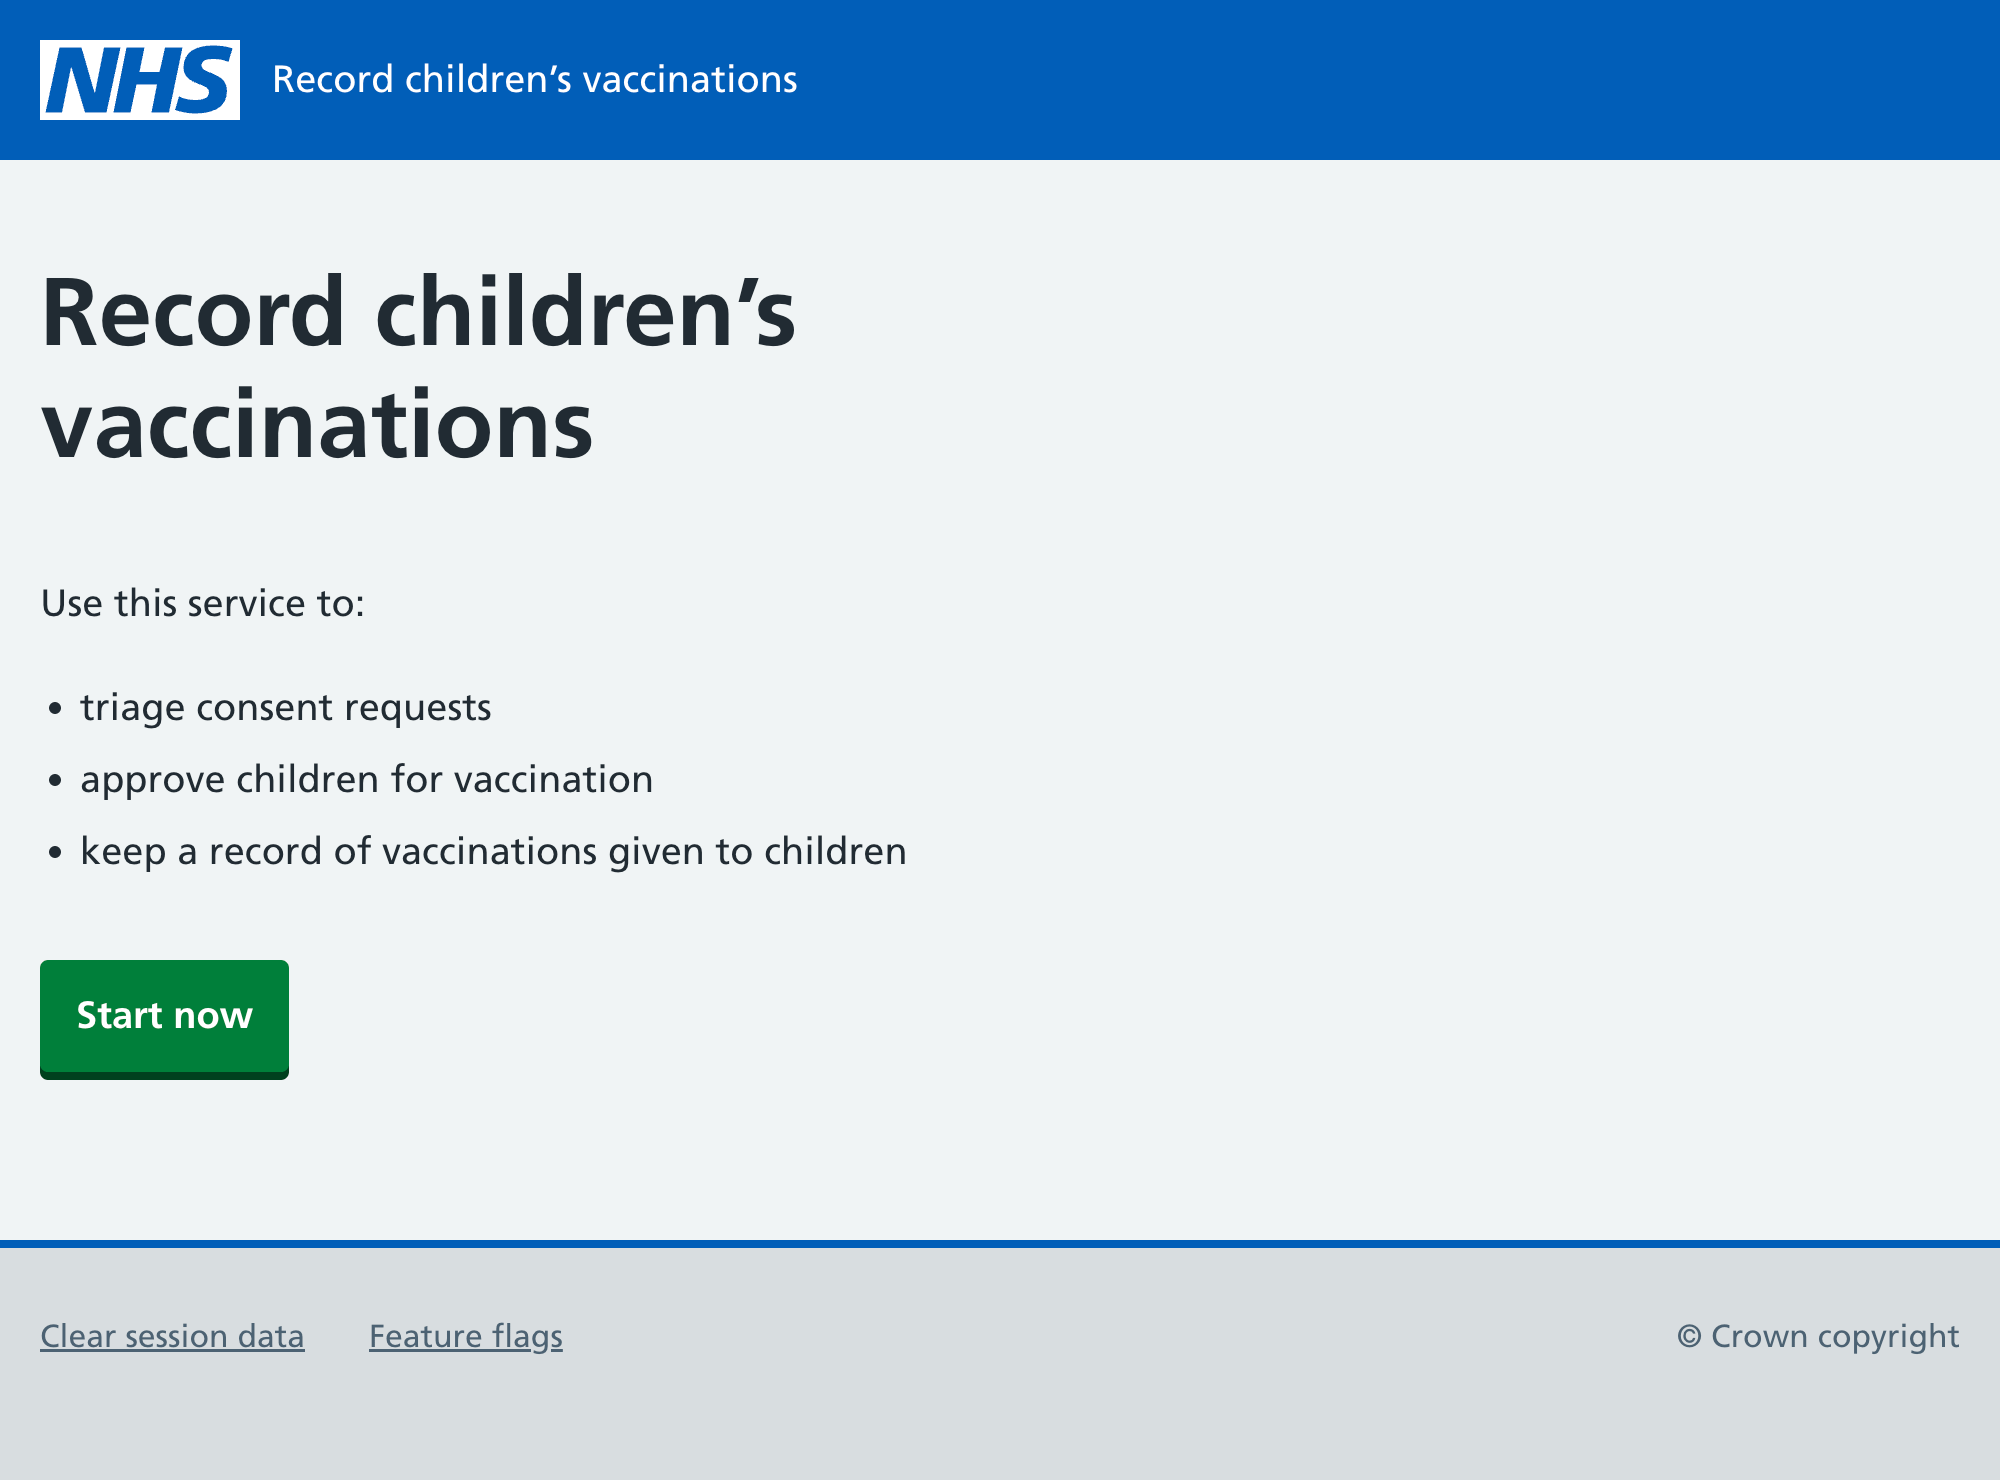 NHS Record children’s vaccinations
Record children’s
vaccinations
Use this service to:
• triage consent requests
• approve children for vaccination
• keep a record of vaccinations given to children
Start now
Clear session data Feature flags © Crown copyright